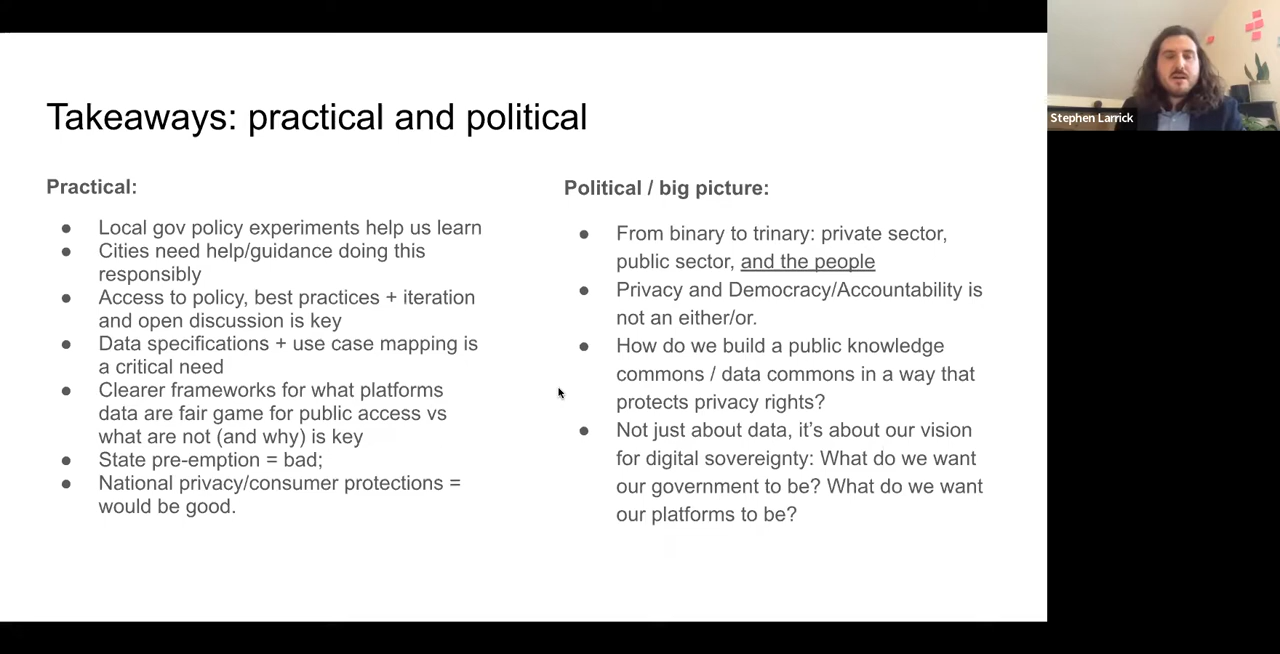 Takeaways: practical and political
Practical:
● Local gov policy experiments help us learn
● Cities need help/guidance doing this
responsibly
● Access to policy, best practices + iteration
and open discussion is key
● Data specifications + use case mapping is
a critical need
● Clearer frameworks for what platforms
data are fair game for public access vs
what are not (and why) is key
● State pre-emption = bad;
● National privacy/consumer protections =
would be good.
Political / big picture:
● From binary to trinary: private sector,
public sector, and the people
● Privacy and Democracy/Accountability is
not an either/or.
● How do we build a public knowledge
commons / data commons in a way that
protects privacy rights?
● Not just about data, it's about our vision
for digital sovereignty: What do we want
our government to be? What do we want
our platforms to be?
Stephen Larrick